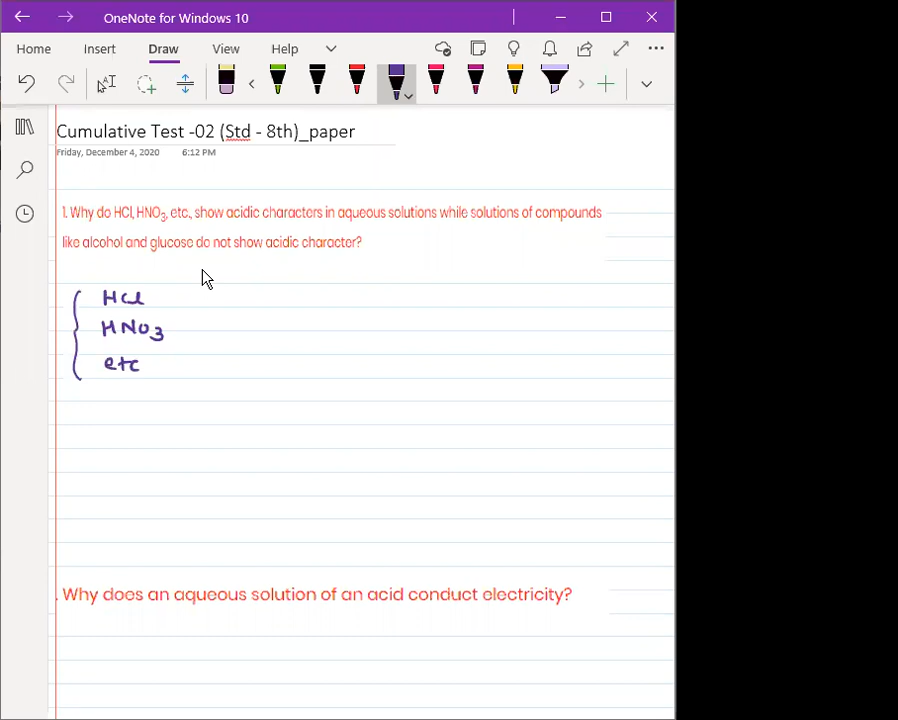 OneNote for Windows 10
Home Insert Draw View Help
Cumulative Test -02 (Std - 8th)_paper
Friday, December 4, 2020 6:12 PM
1. Why do HCl, HNO₃, etc., show acidic characters in aqueous solutions while solutions of compounds
like alcohol and glucose do not show acidic character?
HCl
HNO3
etc
. Why does an aqueous solution of an acid conduct electricity?